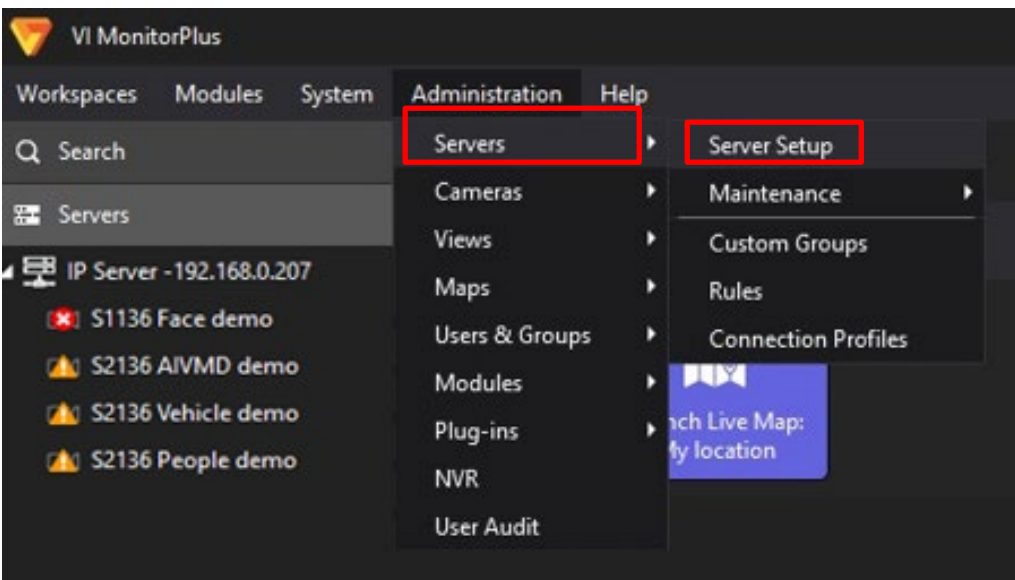 VI MonitorPlus
Workspaces Modules System Administration Help
Search
Servers
IP Server -192.168.0.207
S1136 Face demo
S2136 AIVMD demo
S2136 Vehicle demo
S2136 People demo
Servers
Cameras
Views
Maps
Users & Groups
Modules
Plug-ins
NVR
User Audit
Server Setup
Maintenance
Custom Groups
Rules
Connection Profiles
Live Map:
location